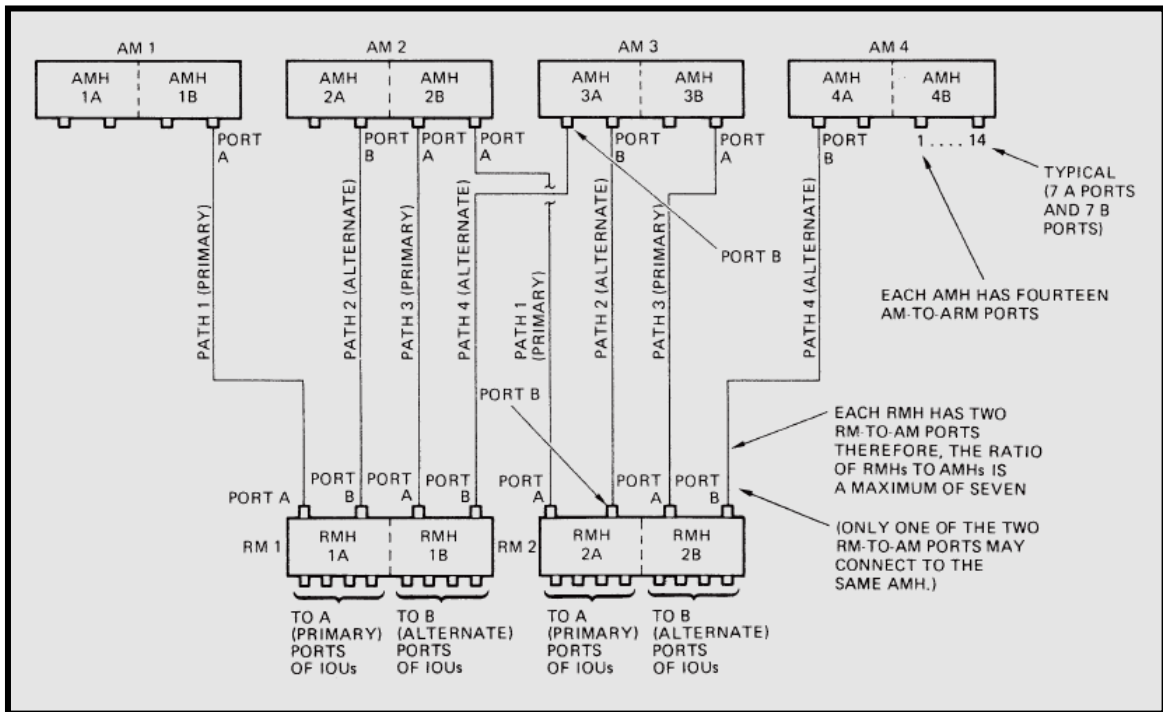 AM 1
AM 2
AM 3
AM 4
AMH
1A
AMH
1B
AMH
2A
AMH
2B
AMH
3A
AMH
3B
AMH
4A
AMH
4B
PORT
A
PORT
B
PORT
A
PORT
A
PORT
B
PORT
A
PORT
B
1 .... 14
TYPICAL
(7 A PORTS
AND 7 B
PORTS)
PORT B
EACH AMH HAS FOURTEEN
AM-TO-ARM PORTS
PATH 1 (PRIMARY)
PATH 2 (ALTERNATE)
PATH 3 (PRIMARY)
PATH 4 (ALTERNATE)
PATH 1
(PRIMARY)
PATH 2 (ALTERNATE)
PATH 3 (PRIMARY)
PATH 4 (ALTERNATE)
PORT B
EACH RMH HAS TWO
RM-TO-AM PORTS
THEREFORE, THE RATIO
OF RMHs TO AMHs IS
A MAXIMUM OF SEVEN
(ONLY ONE OF THE TWO
RM-TO-AM PORTS MAY
CONNECT TO THE
SAME AMH.)
PORT A
PORT
B
PORT
A
PORT
B
PORT
A
PORT
A
PORT
B
RM 1
RMH
1A
RMH
1B
RM 2
RMH
2A
RMH
2B
TO A
(PRIMARY)
PORTS
OF IOUs
TO B
(ALTERNATE)
PORTS
OF IOUs
TO A
(PRIMARY)
PORTS
OF IOUs
TO B
(ALTERNATE)
PORTS
OF IOUs